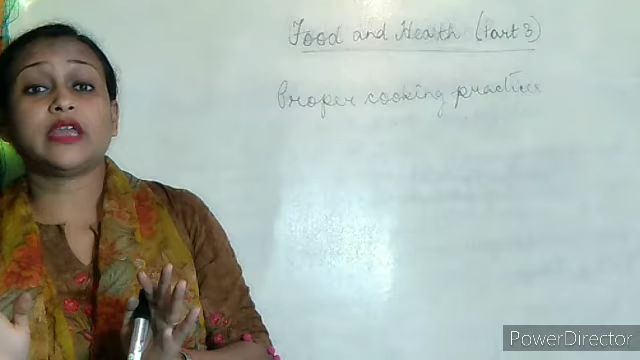 Food and Health (Part 3)
Proper cooking practices
PowerDirector